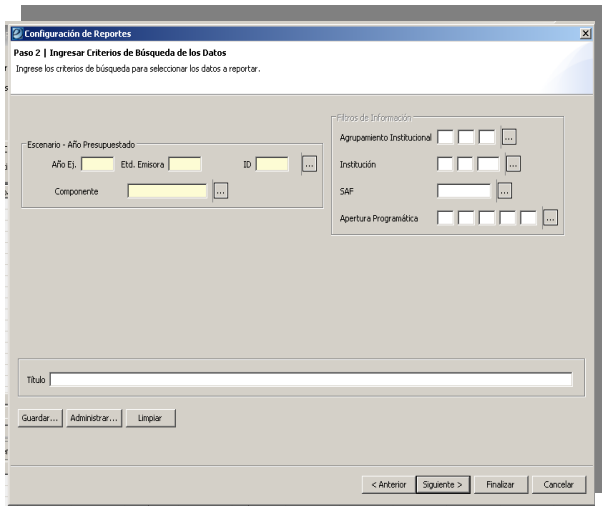 Configuración de Reportes
Paso 2 | Ingresar Criterios de Búsqueda de los Datos
Ingrese los criterios de búsqueda para seleccionar los datos a reportar.
Escenario - Año Presupuestado
Año Ej. Etd. Emisora ID ...
Componente ...
Filtros de Información
Agrupamiento Institucional ...
Institución ...
SAF ...
Apertura Programática ...
Título
Guardar... Administrar... Limpiar
< Anterior Siguiente > Finalizar Cancelar